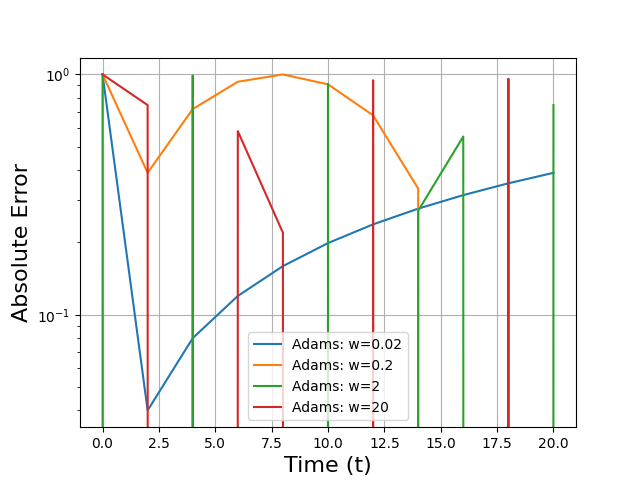 Absolute Error
10⁰
10⁻¹
Adams: w=0.02
Adams: w=0.2
Adams: w=2
Adams: w=20
0.0 2.5 5.0 7.5 10.0 12.5 15.0 17.5 20.0
Time (t)